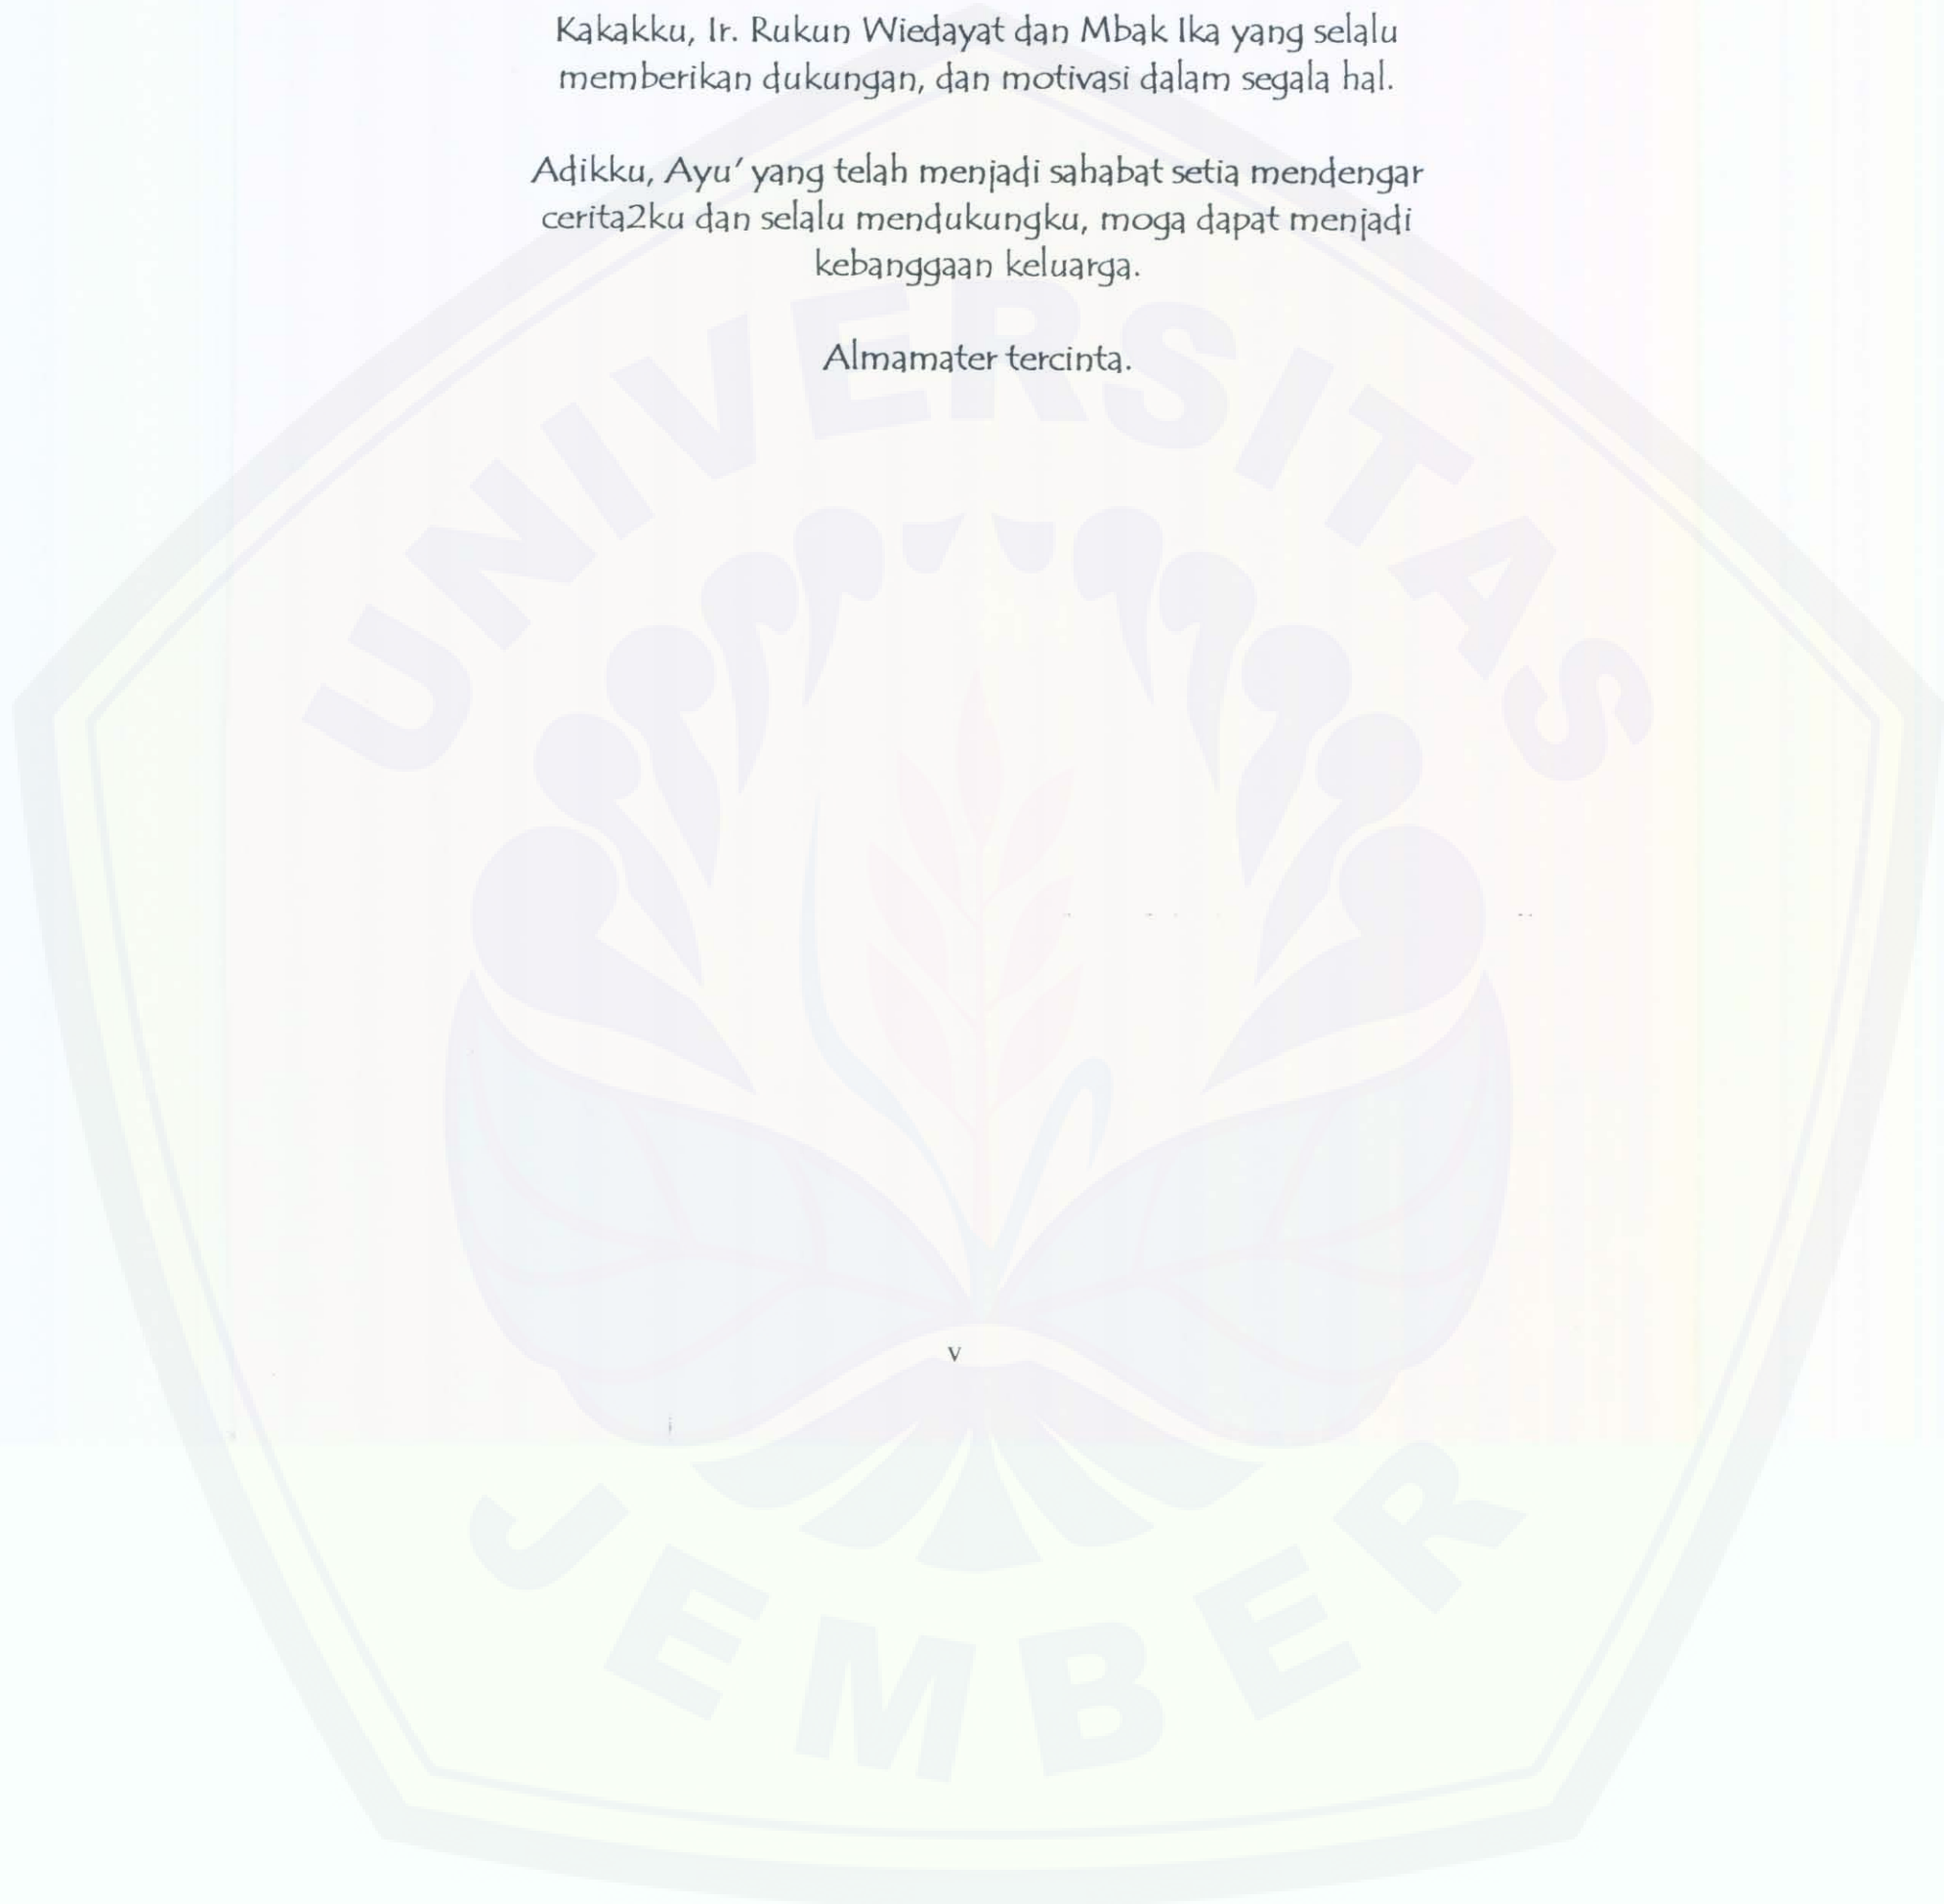 Kakakku, Ir. Rukun Wiedayat dan Mbak Ika yang selalu
memberikan dukungan, dan motivasi dalam segala hal.
Adikku, Ayu' yang telah menjadi sahabat setia mendengar
cerita2ku dan selalu mendukungku, moga dapat menjadi
kebanggaan keluarga.
Almamater tercinta.
UNIVERSITAS
v
JEMBER